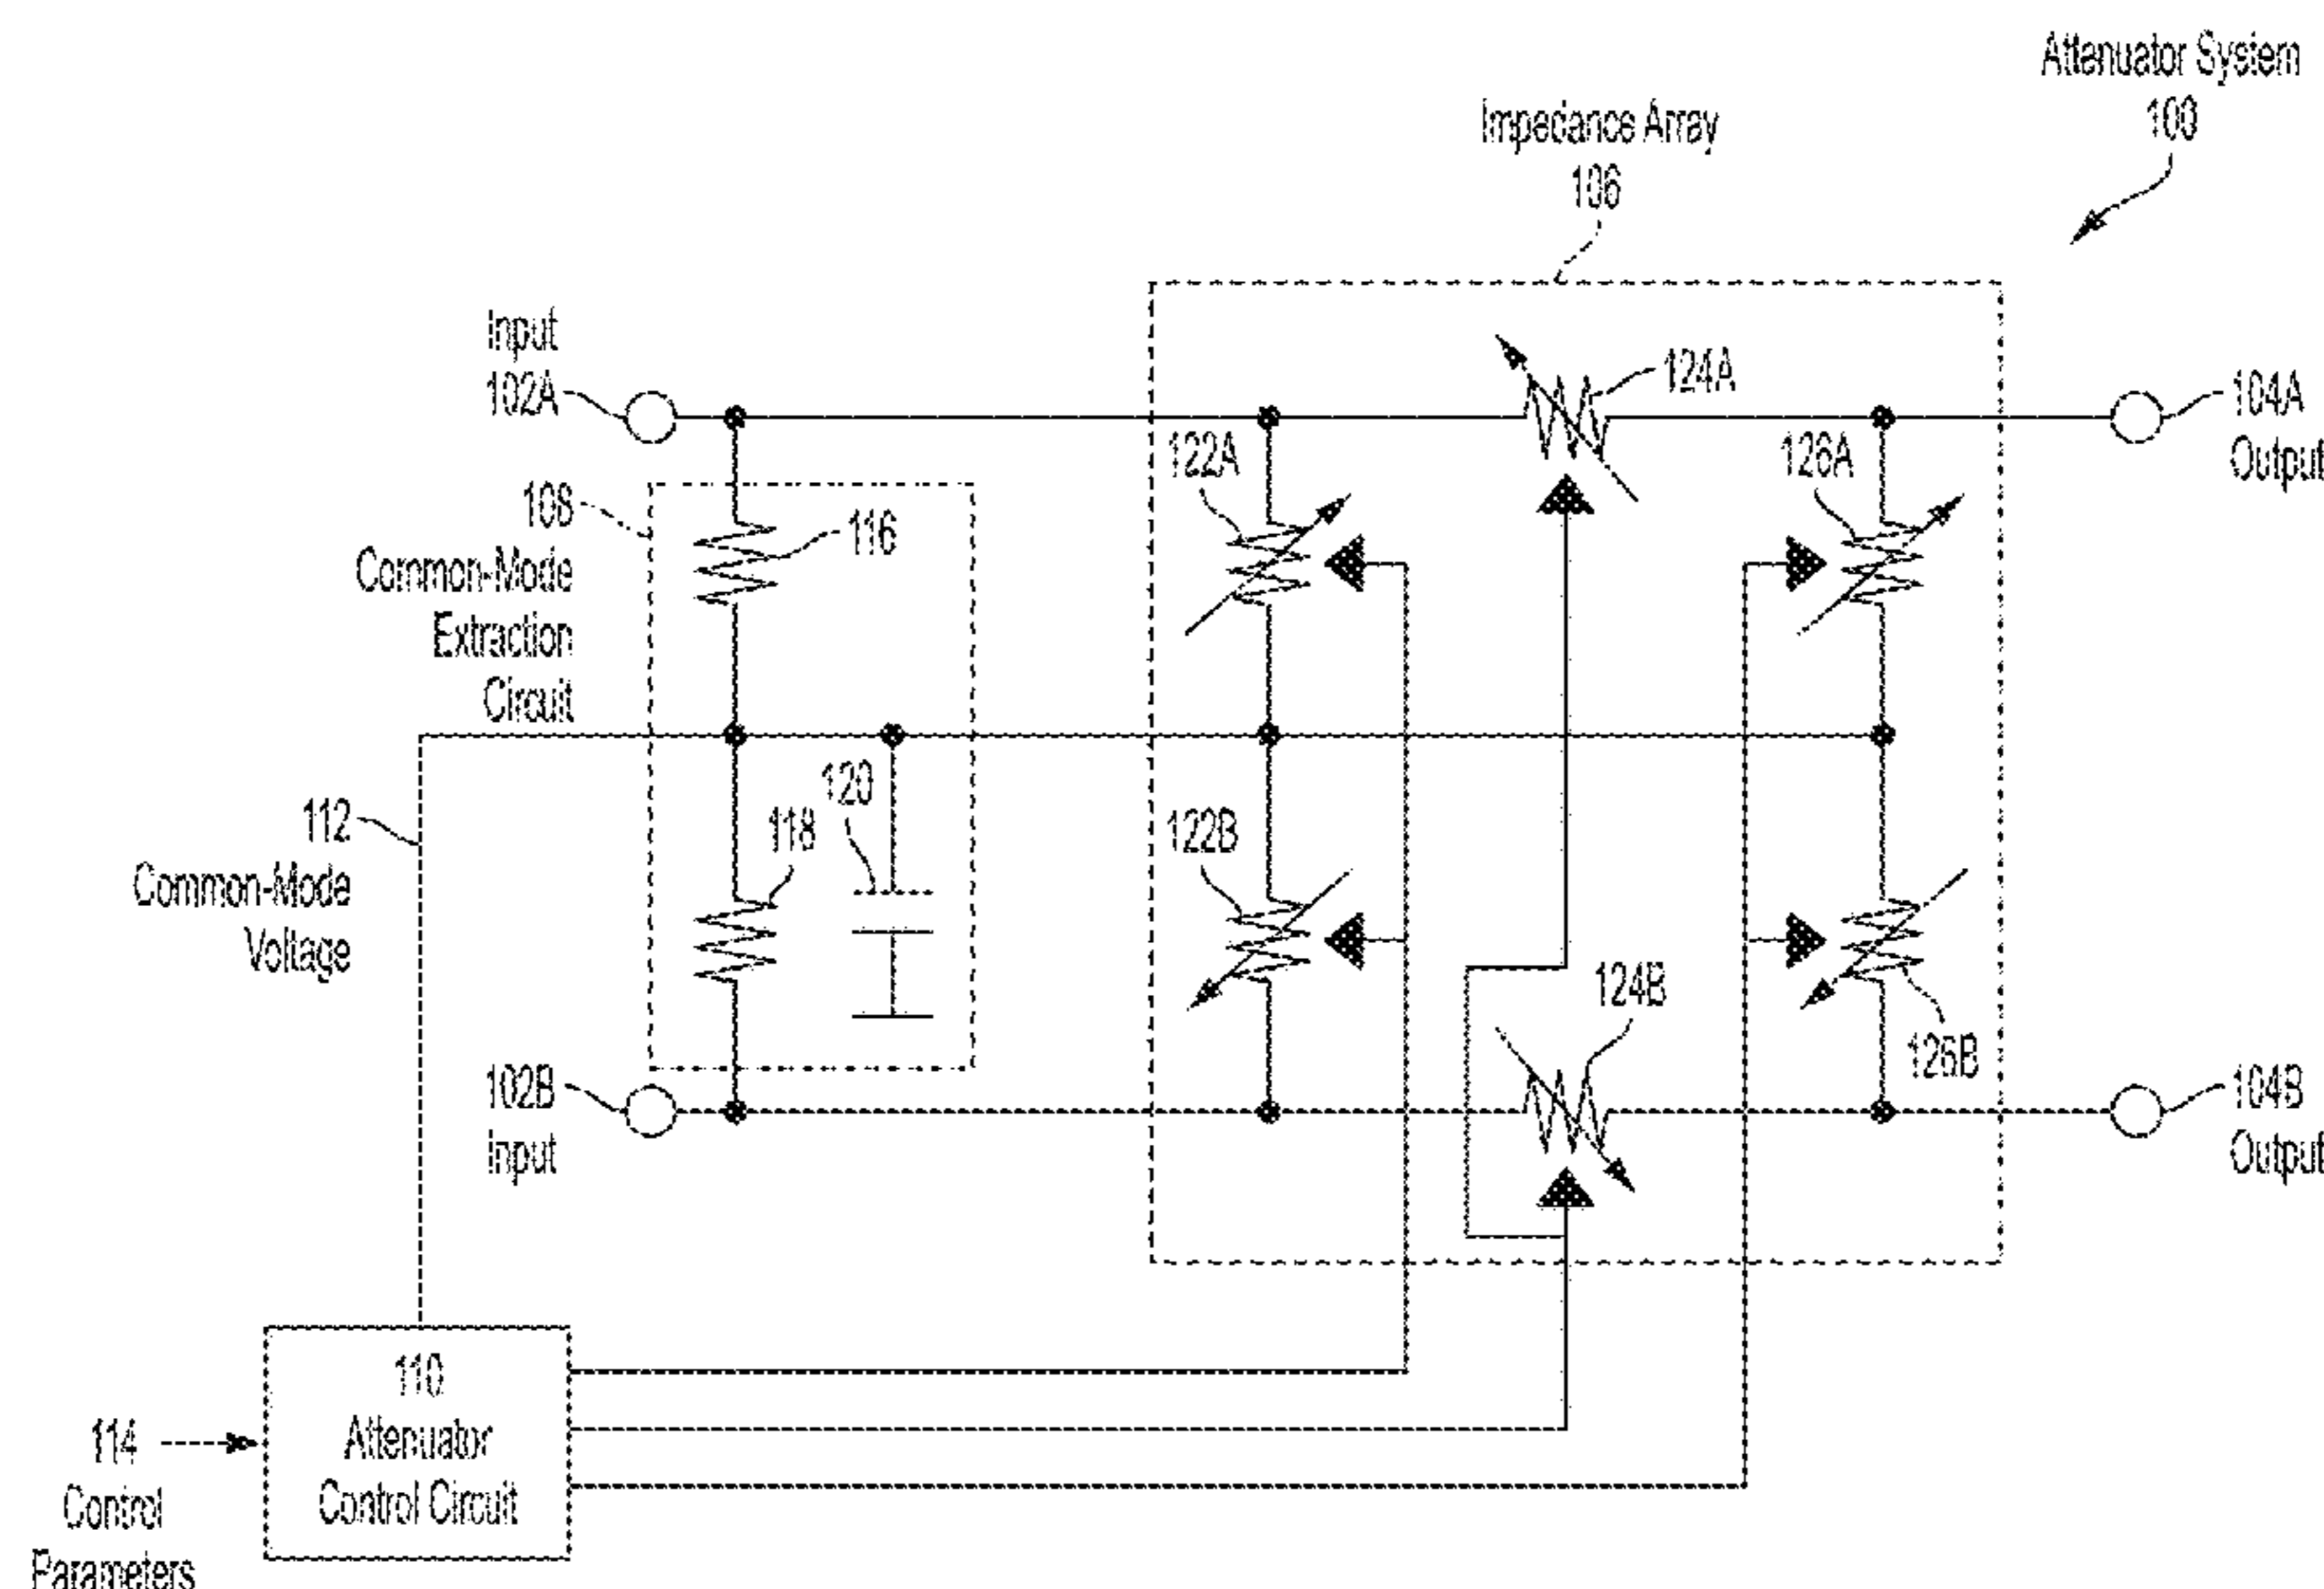 Attenuator System
100
Impedance Array
106
Input
102A
124A
104A
Output
122A
126A
108
Common-Mode
Extraction
Circuit
116
112
Common-Mode
Voltage
120
118
122B
124B
126B
102B
Input
104B
Output
110
Attenuator
Control Circuit
114
Control
Parameters